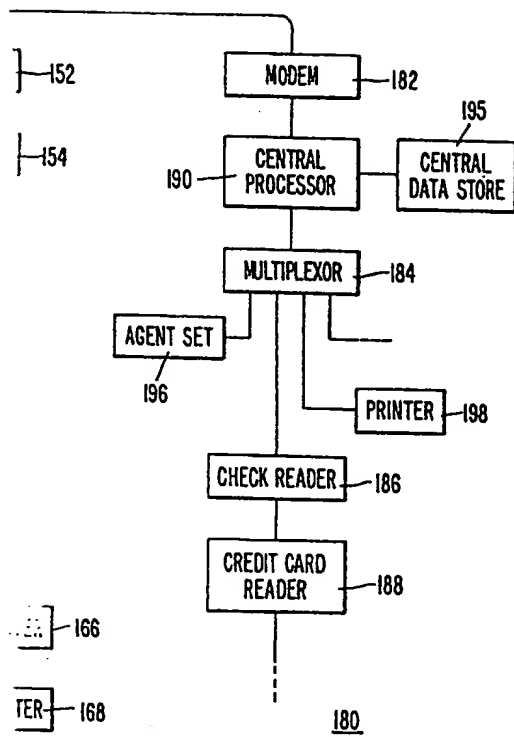 152
154
MODEM
182
195
CENTRAL
PROCESSOR
190
CENTRAL
DATA STORE
MULTIPLEXOR
184
AGENT SET
196
PRINTER
198
CHECK READER
186
CREDIT CARD
READER
188
166
TER
168
180